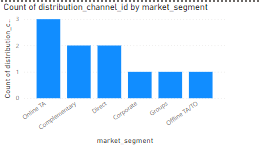 Count of distribution_channel_id by market_segment
Count of distribution_c...
3
2
1
0
Online TA
Complementary
Direct
Corporate
Groups
Offline TA/TO
market_segment